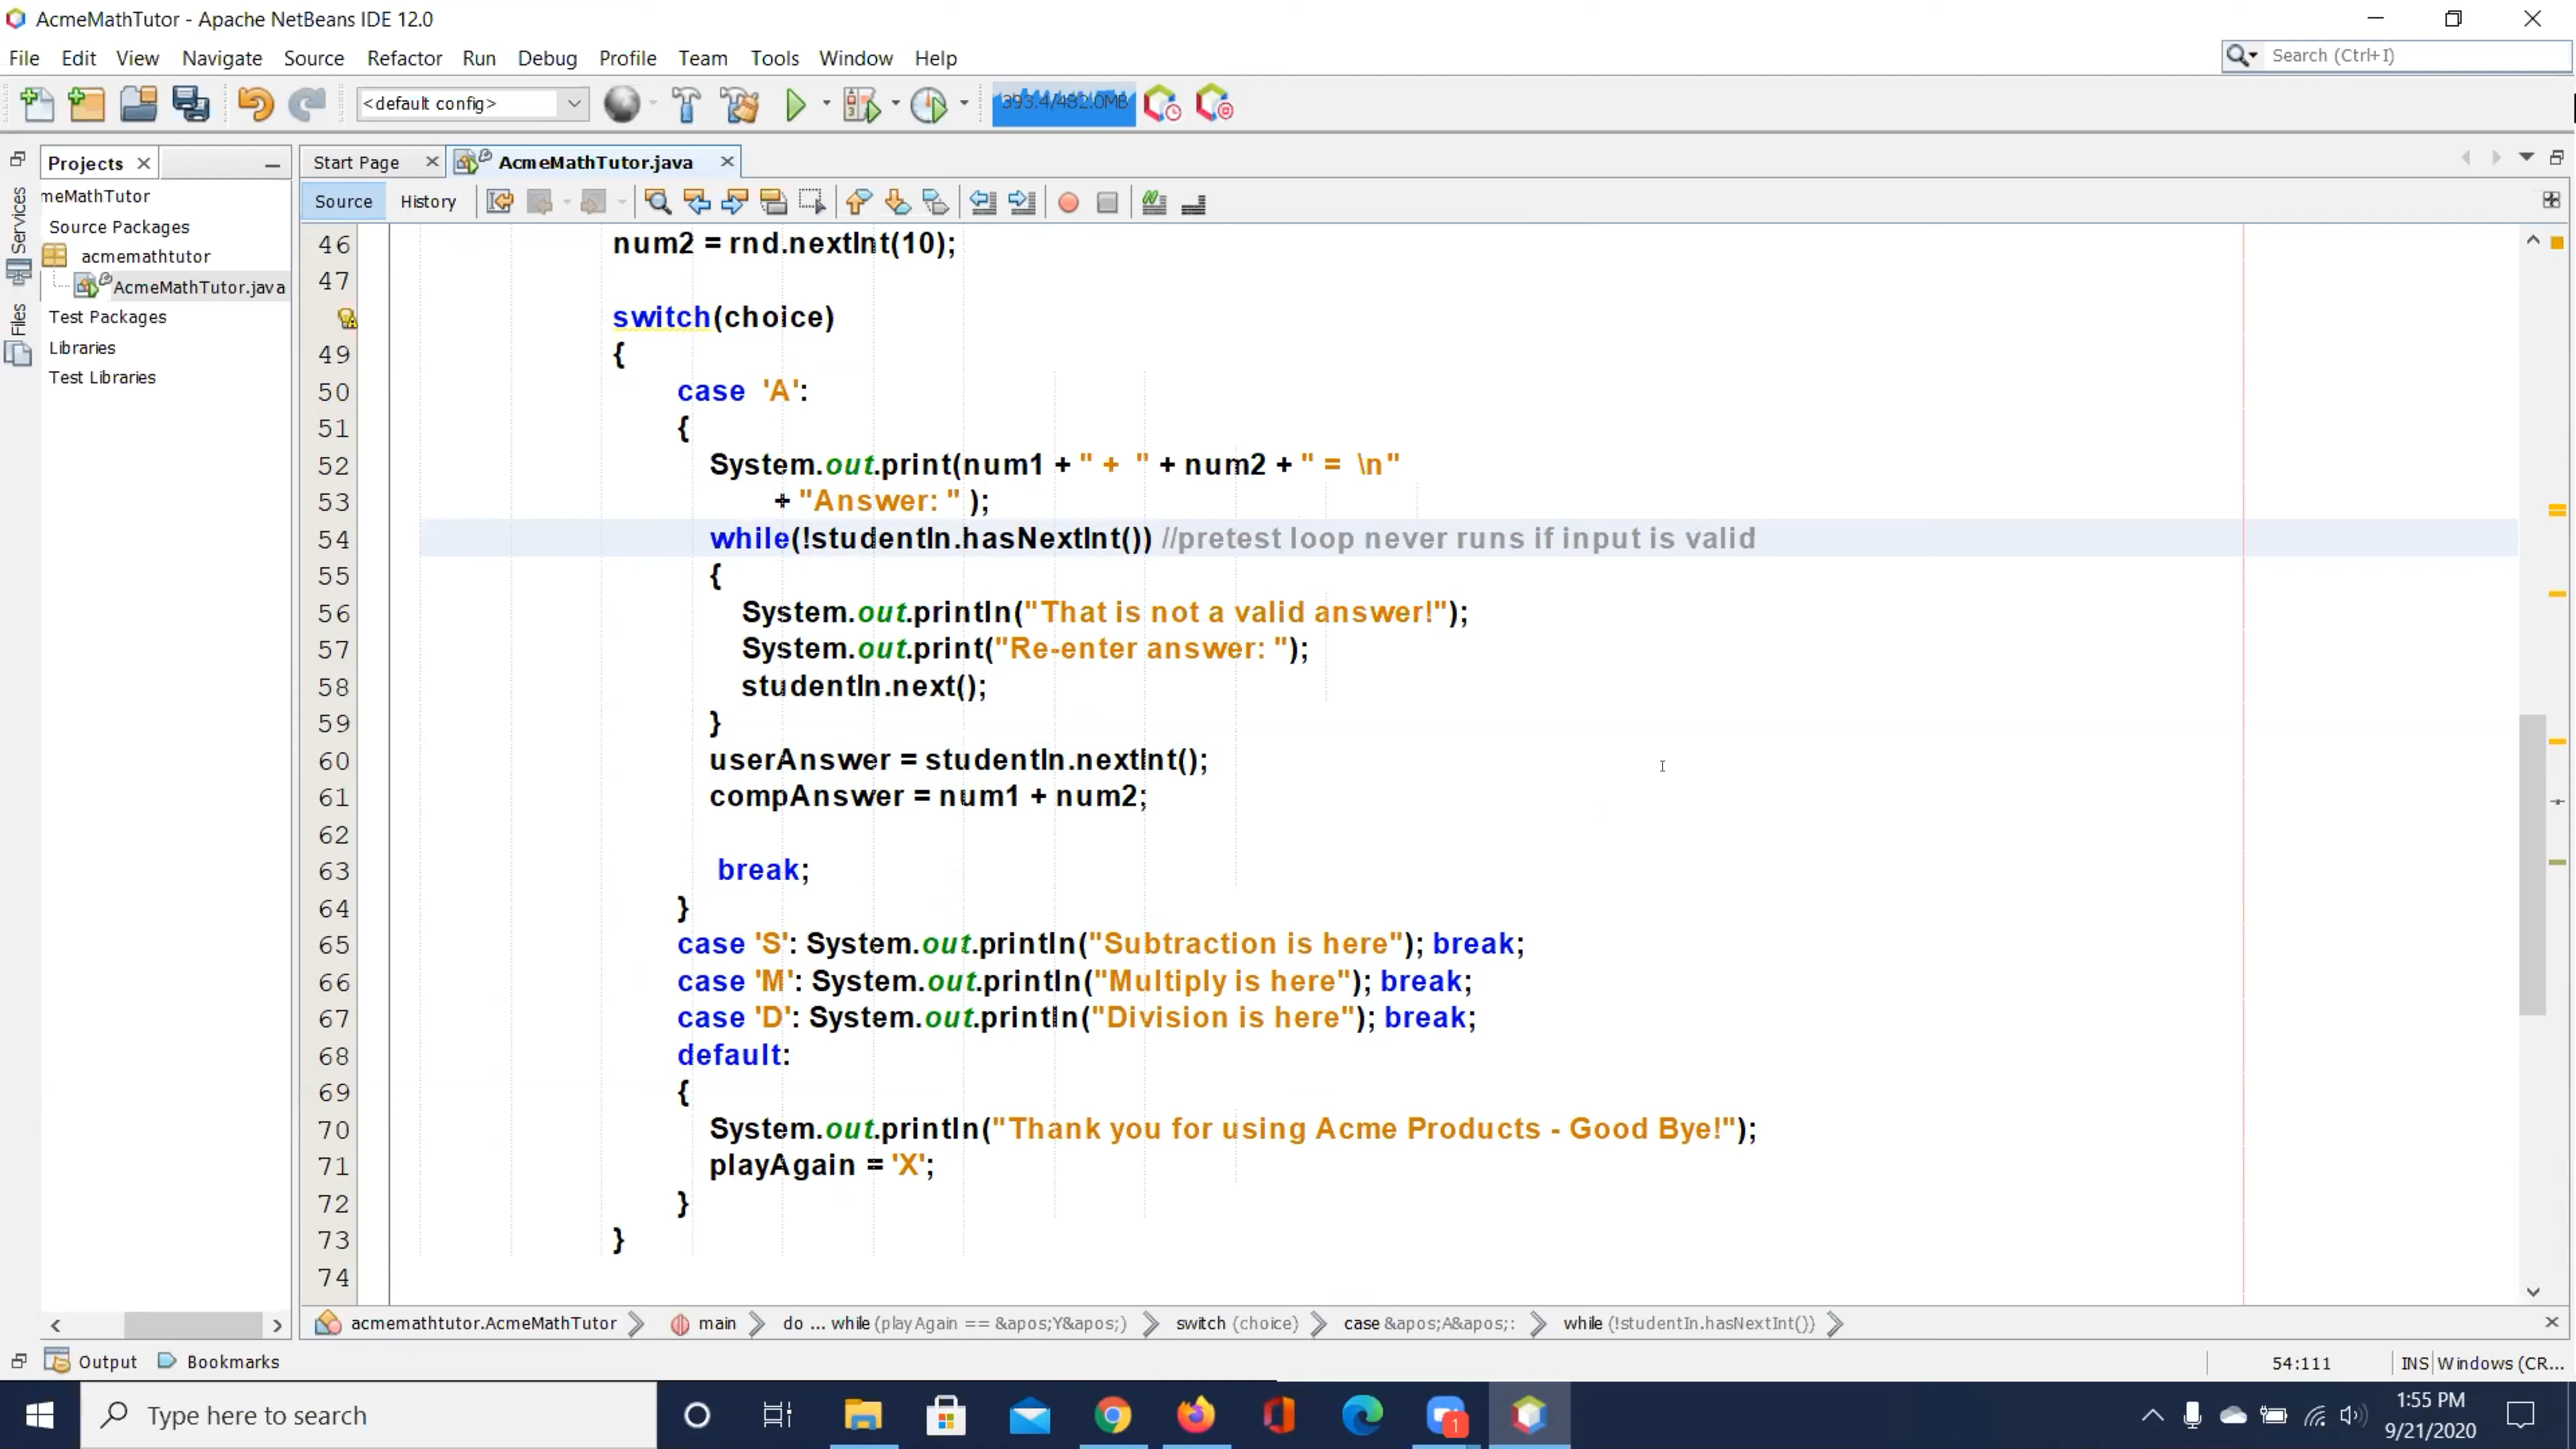 AcmeMathTutor - Apache NetBeans IDE 12.0
File Edit View Navigate Source Refactor Run Debug Profile Team Tools Window Help
Search (Ctrl+I)
<default config>
393.4/482.0MB
Projects
Start Page
AcmeMathTutor.java
Services
Files
meMathTutor
Source Packages
acmemathtutor
AcmeMathTutor.java
Test Packages
Libraries
Test Libraries
Source History
46 num2 = rnd.nextInt(10);
47
switch(choice)
49 {
50 case 'A':
51 {
52 System.out.print(num1 + " + " + num2 + " = \n"
53 + "Answer: " );
54 while(!studentIn.hasNextInt()) //pretest loop never runs if input is valid
55 {
56 System.out.println("That is not a valid answer!");
57 System.out.print("Re-enter answer: ");
58 studentIn.next();
59 }
60 userAnswer = studentIn.nextInt();
61 compAnswer = num1 + num2;
62
63 break;
64 }
65 case 'S': System.out.println("Subtraction is here"); break;
66 case 'M': System.out.println("Multiply is here"); break;
67 case 'D': System.out.println("Division is here"); break;
68 default:
69 {
70 System.out.println("Thank you for using Acme Products - Good Bye!");
71 playAgain = 'X';
72 }
73 }
74
acmemathtutor.AcmeMathTutor main do ... while (playAgain == &apos;Y&apos;) switch (choice) case &apos;A&apos;: while (!studentIn.hasNextInt())
Output Bookmarks
54:111 INS Windows (CR...
Type here to search
1
1:55 PM
9/21/2020